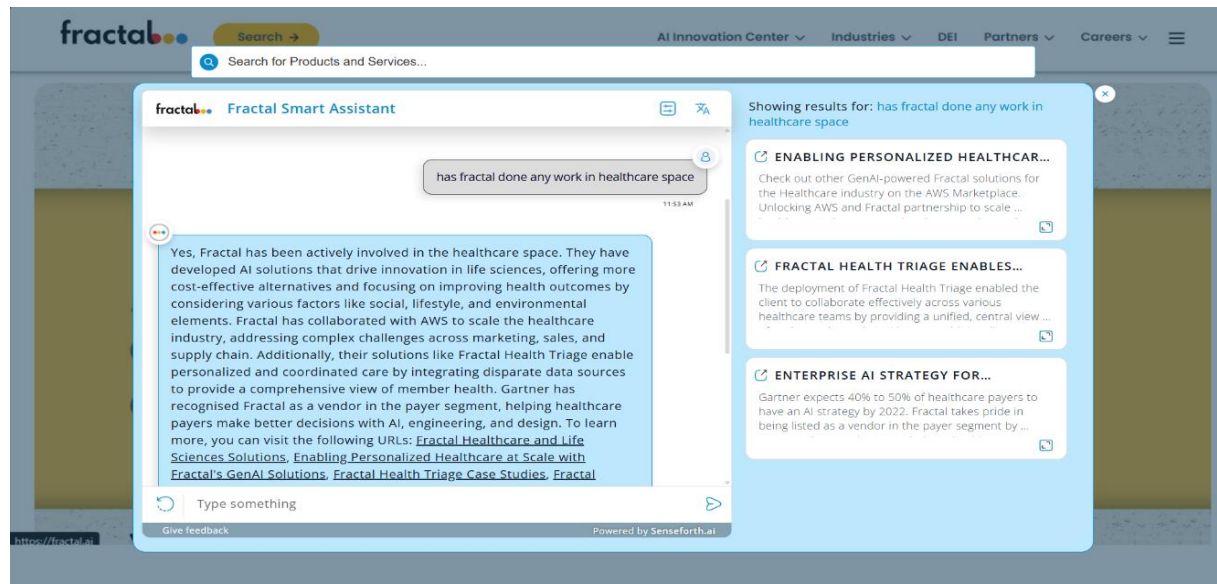 fractal
Search →
AI Innovation Center
Industries
DEI
Partners
Careers
Search for Products and Services...
fractal
Fractal Smart Assistant
has fractal done any work in healthcare space
11:53 AM
Yes, Fractal has been actively involved in the healthcare space. They have
developed AI solutions that drive innovation in life sciences, offering more
cost-effective alternatives and focusing on improving health outcomes by
considering various factors like social, lifestyle, and environmental
elements. Fractal has collaborated with AWS to scale the healthcare
industry, addressing complex challenges across marketing, sales, and
supply chain. Additionally, their solutions like Fractal Health Triage enable
personalized and coordinated care by integrating disparate data sources
to provide a comprehensive view of member health. Gartner has
recognised Fractal as a vendor in the payer segment, helping healthcare
payers make better decisions with AI, engineering, and design. To learn
more, you can visit the following URLs: Fractal Healthcare and Life
Sciences Solutions, Enabling Personalized Healthcare at Scale with
Fractal's GenAI Solutions, Fractal Health Triage Case Studies, Fractal
Type something
Give feedback
Powered by Senseforth.ai
Showing results for: has fractal done any work in
healthcare space
ENABLING PERSONALIZED HEALTHCAR...
Check out other GenAI-powered Fractal solutions for
the Healthcare industry on the AWS Marketplace.
Unlocking AWS and Fractal partnership to scale ...
FRACTAL HEALTH TRIAGE ENABLES...
The deployment of Fractal Health Triage enabled the
client to collaborate effectively across various
healthcare teams by providing a unified, central view ...
ENTERPRISE AI STRATEGY FOR...
Gartner expects 40% to 50% of healthcare payers to
have an AI strategy by 2022. Fractal takes pride in
being listed as a vendor in the payer segment by ...
https://fractal.ai